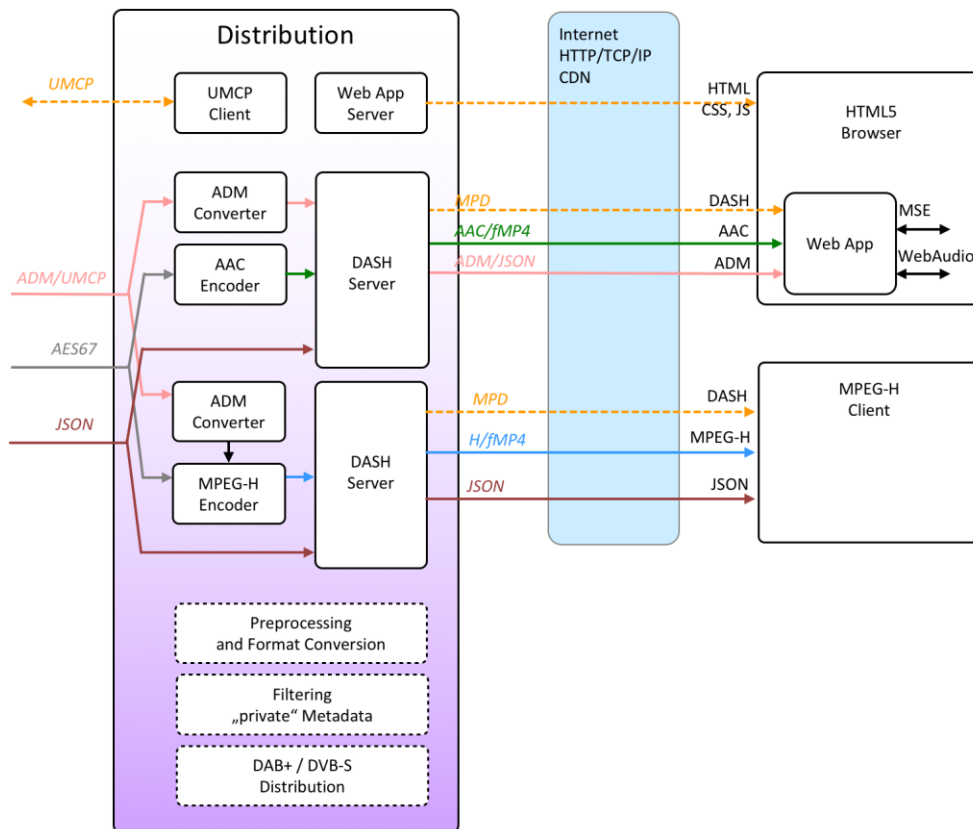 Distribution
Internet
HTTP/TCP/IP
CDN
UMCP
UMCP
Client
Web App
Server
HTML
CSS, JS
HTML5
Browser
ADM
Converter
AAC
Encoder
DASH
Server
MPD
AAC/fMP4
ADM/JSON
DASH
AAC
ADM
Web App
MSE
WebAudio
ADM/UMCP
AES67
JSON
ADM
Converter
MPEG-H
Encoder
DASH
Server
MPD
H/fMP4
JSON
DASH
MPEG-H
JSON
MPEG-H
Client
Preprocessing
and Format Conversion
Filtering
„private“ Metadata
DAB+ / DVB-S
Distribution